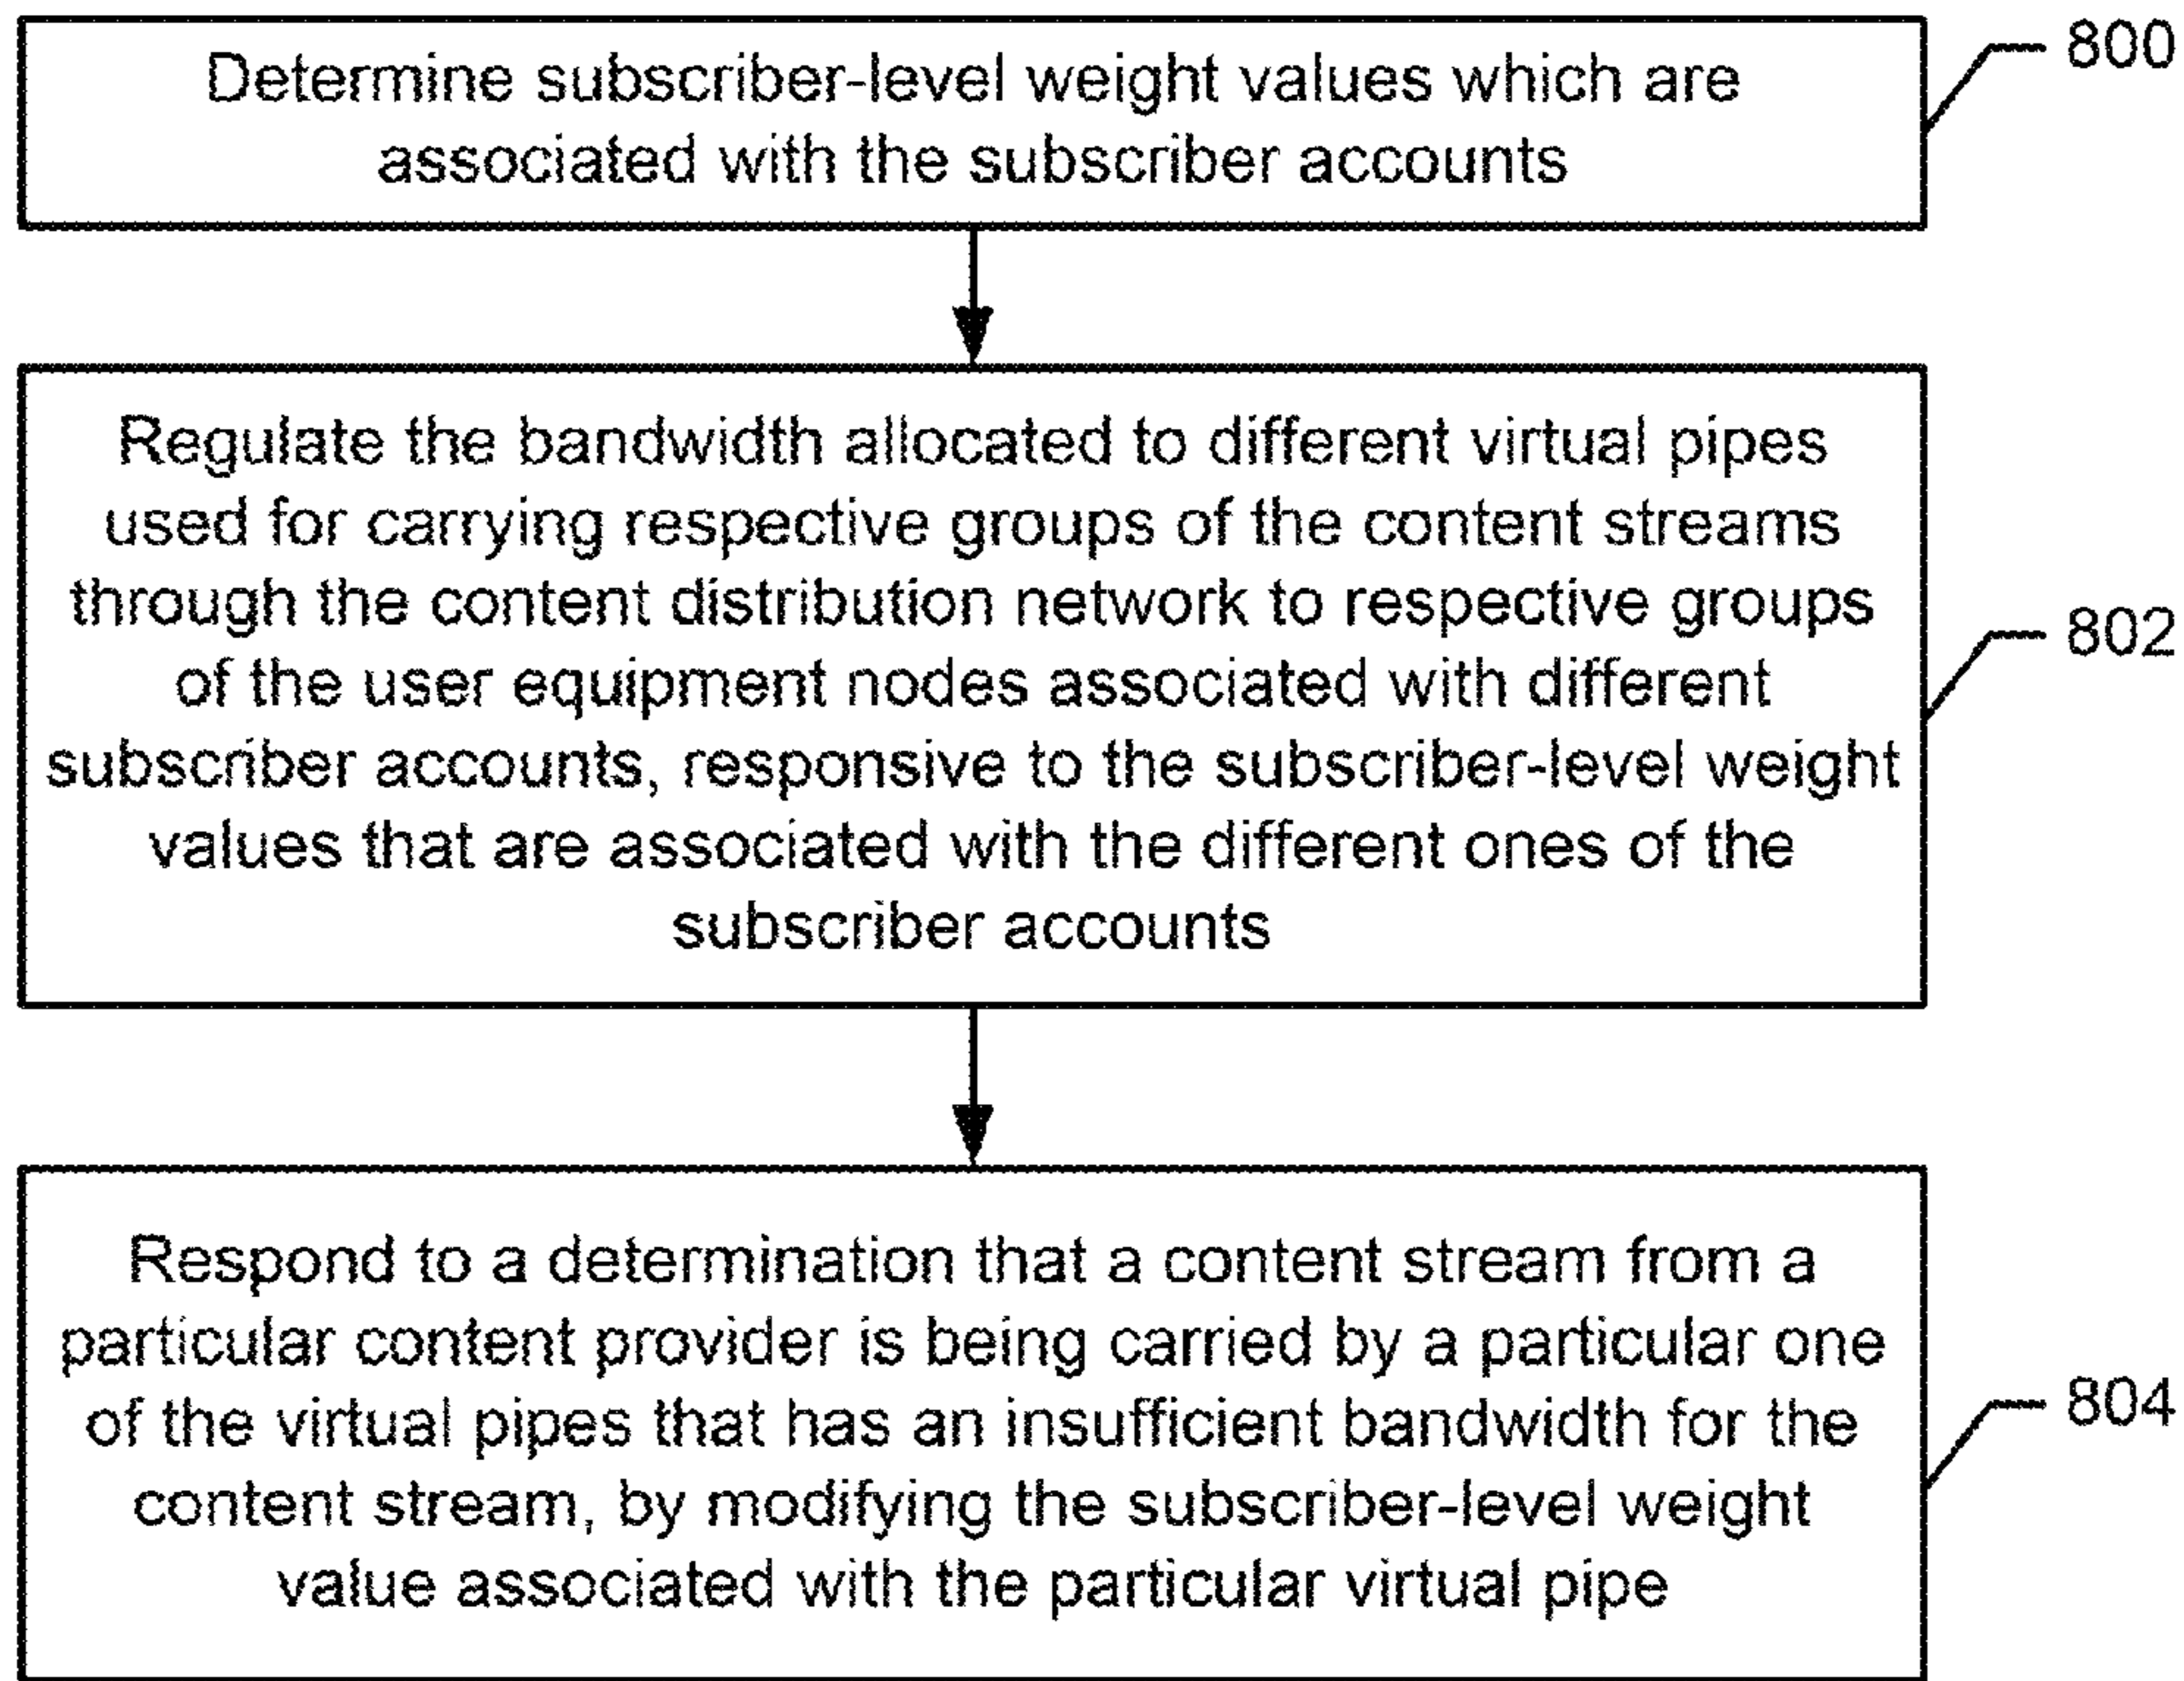 Determine subscriber-level weight values which are
associated with the subscriber accounts
800
Regulate the bandwidth allocated to different virtual pipes
used for carrying respective groups of the content streams
through the content distribution network to respective groups
of the user equipment nodes associated with different
subscriber accounts, responsive to the subscriber-level weight
values that are associated with the different ones of the
subscriber accounts
802
Respond to a determination that a content stream from a
particular content provider is being carried by a particular one
of the virtual pipes that has an insufficient bandwidth for the
content stream, by modifying the subscriber-level weight
value associated with the particular virtual pipe
804